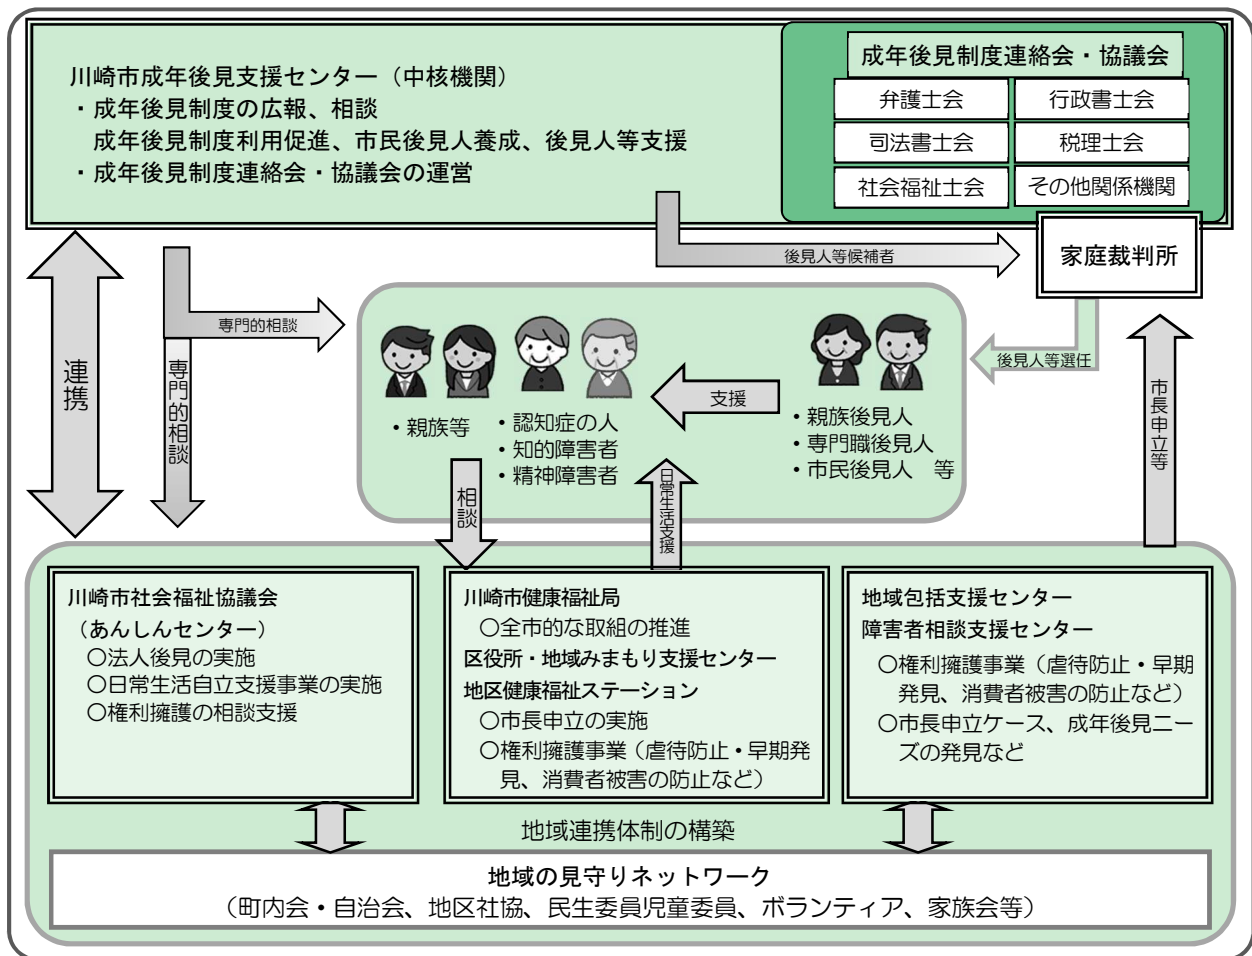 川崎市成年後見支援センター（中核機関）
・成年後見制度の広報、相談
成年後見制度利用促進、市民後見人養成、後見人等支援
・成年後見制度連絡会・協議会の運営
成年後見制度連絡会・協議会
弁護士会
行政書士会
司法書士会
税理士会
社会福祉士会
その他関係機関
後見人等候補者
家庭裁判所
連携
専門的相談
専門的相談
後見人等選任
市長申立等
・親族等
・認知症の人
・知的障害者
・精神障害者
支援
・親族後見人
・専門職後見人
・市民後見人　等
相談
日常生活支援
川崎市社会福祉協議会
（あんしんセンター）
○法人後見の実施
○日常生活自立支援事業の実施
○権利擁護の相談支援
川崎市健康福祉局
○全市的な取組の推進
区役所・地域みまもり支援センター
地区健康福祉ステーション
○市長申立の実施
○権利擁護事業（虐待防止・早期発
見、消費者被害の防止など）
地域包括支援センター
障害者相談支援センター
○権利擁護事業（虐待防止・早期
発見、消費者被害の防止など）
○市長申立ケース、成年後見ニー
ズの発見など
地域連携体制の構築
地域の見守りネットワーク
（町内会・自治会、地区社協、民生委員児童委員、ボランティア、家族会等）